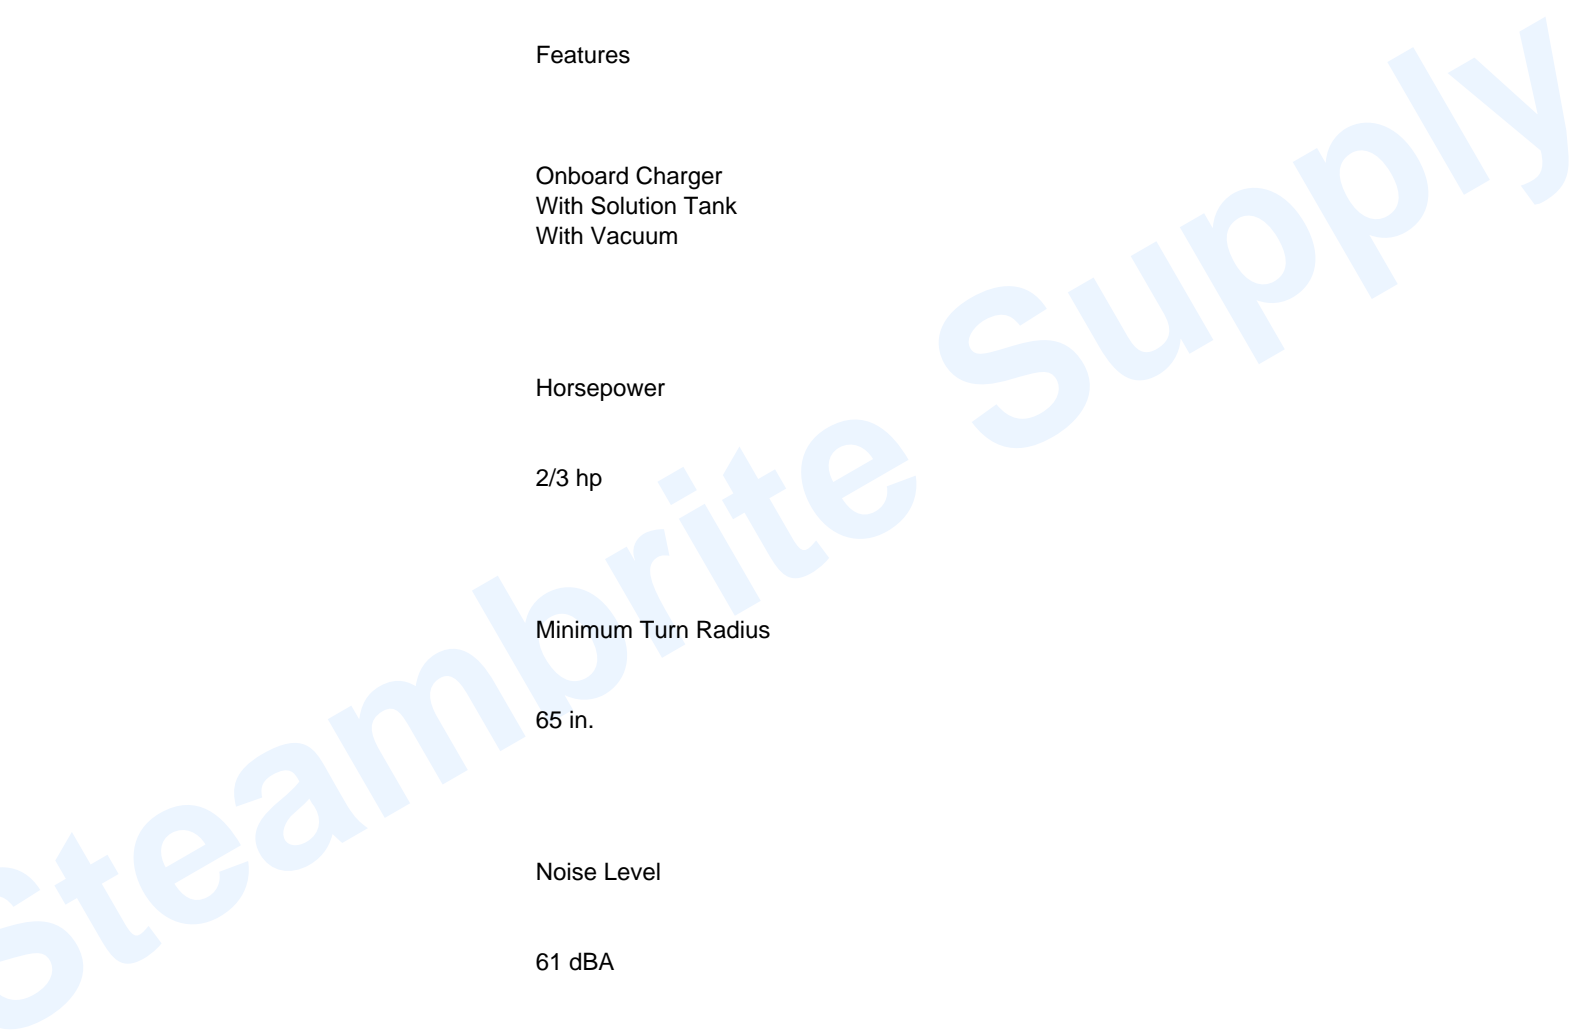 Features
Onboard Charger
With Solution Tank
With Vacuum
Horsepower
2/3 hp
Minimum Turn Radius
65 in.
Noise Level
61 dBA
Steambrite Supply